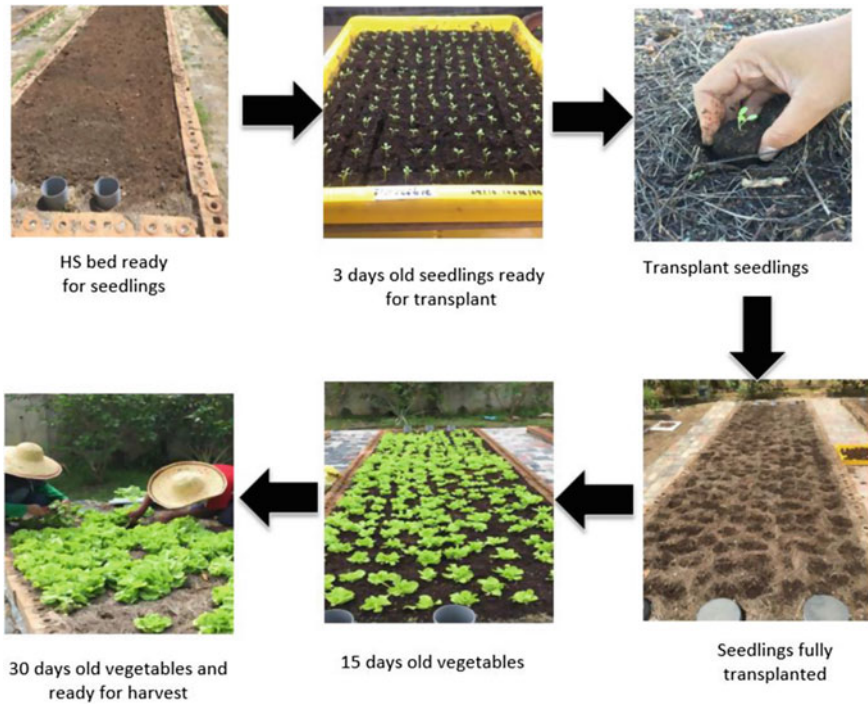 HS bed ready
for seedlings
3 days old seedlings ready
for transplant
Transplant seedlings
30 days old vegetables and
ready for harvest
15 days old vegetables
Seedlings fully
transplanted